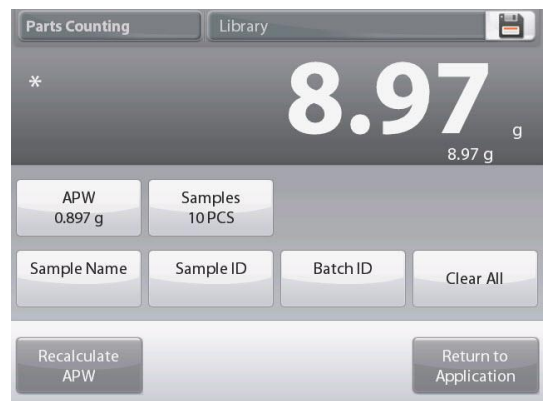 Parts Counting
Library
*
8.97 g
8.97 g
APW
0.897 g
Samples
10 PCS
Sample Name
Sample ID
Batch ID
Clear All
Recalculate
APW
Return to
Application